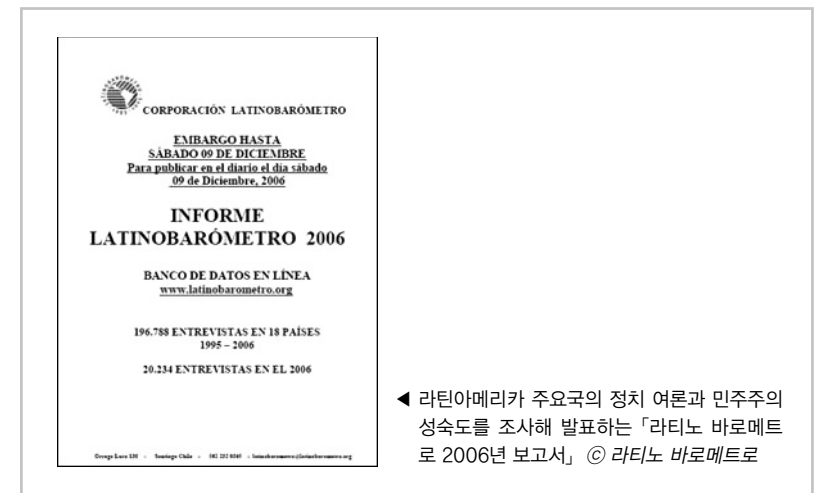 CORPORACIÓN LATINOBARÓMETRO
EMBARGO HASTA
SÁBADO 09 DE DICIEMBRE
Para publicar en el diario el día sábado
09 de Diciembre, 2006
INFORME
LATINOBARÓMETRO 2006
BANCO DE DATOS EN LÍNEA
www.latinobarometro.org
196.788 ENTREVISTAS EN 18 PAÍSES
1995 – 2006
20.234 ENTREVISTAS EN EL 2006
Santiago Chile
◀ 라틴아메리카 주요국의 정치 여론과 민주주의
성숙도를 조사해 발표하는 「라티노 바로메트
로 2006년 보고서」 ⓒ 라티노 바로메트로